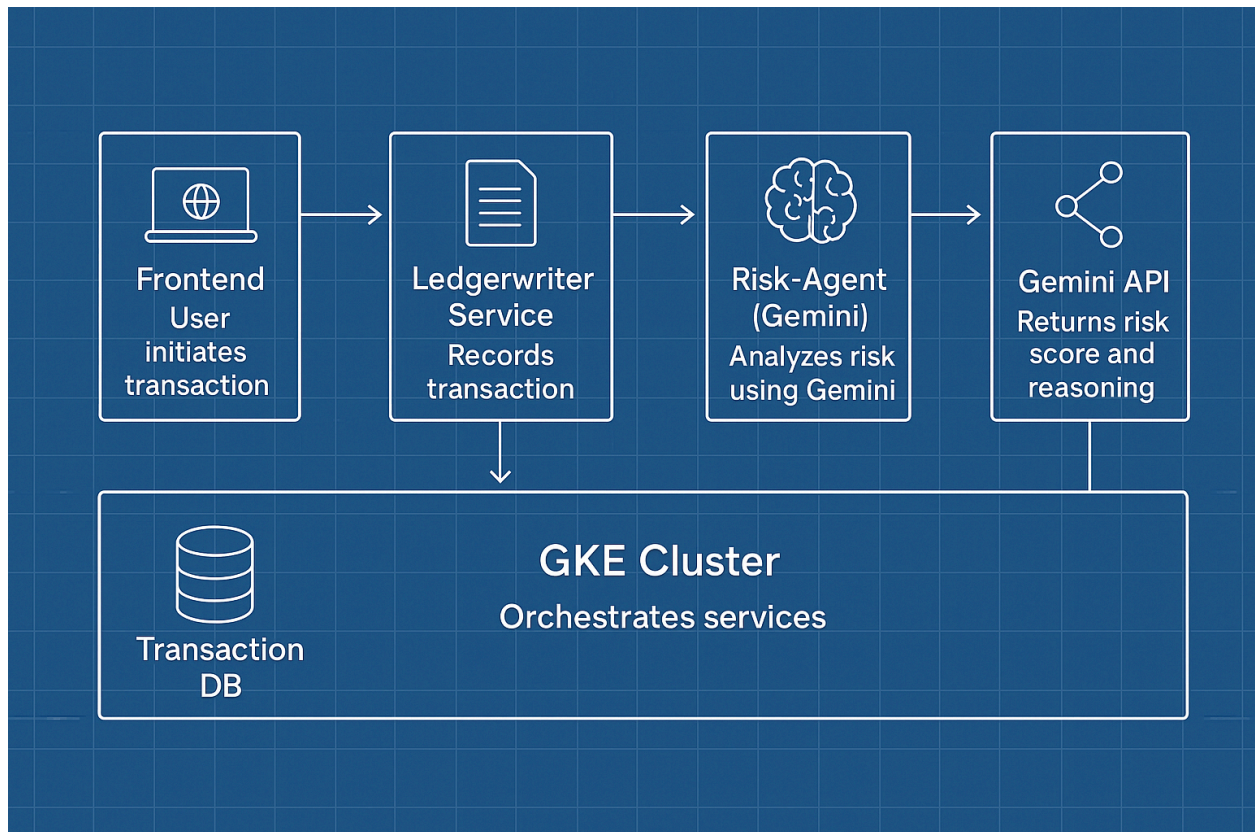 Frontend
User
initiates
transaction
Ledgerwriter
Service
Records
transaction
Risk-Agent
(Gemini)
Analyzes risk
using Gemini
Gemini API
Returns risk
score and
reasoning
GKE Cluster
Orchestrates services
Transaction
DB